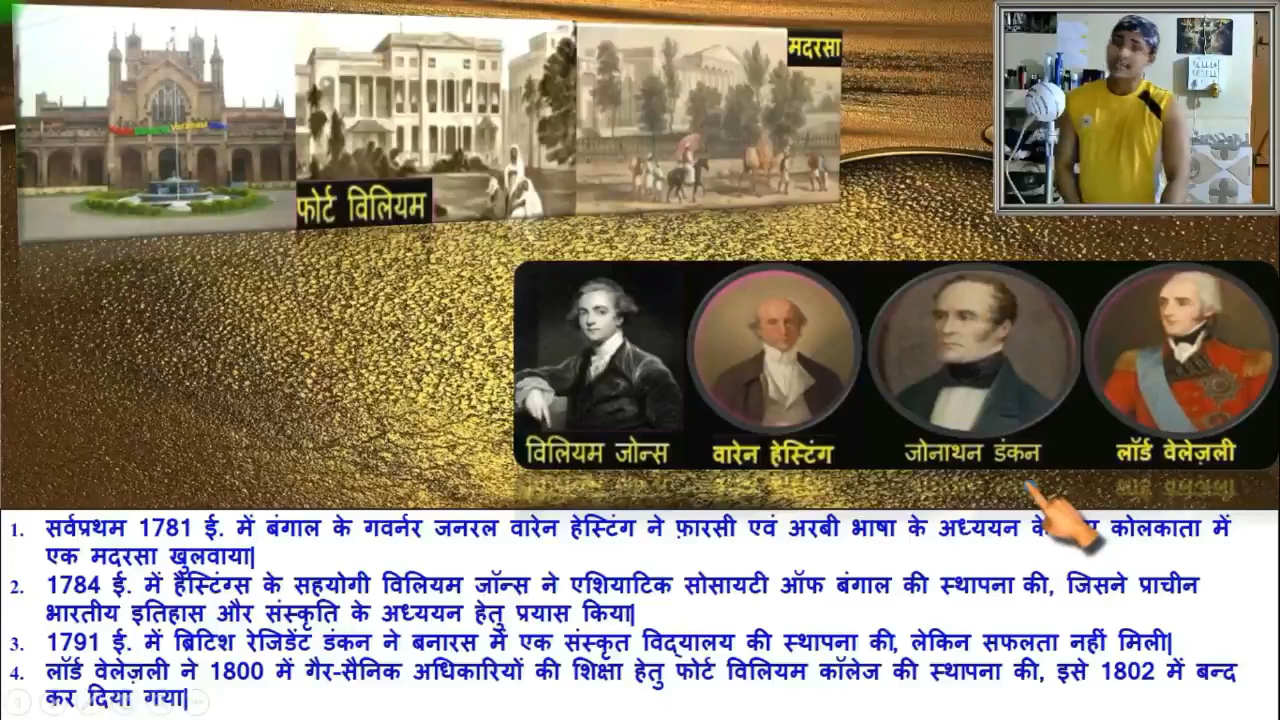 मदरसा
फोर्ट विलियम
विलियम जोन्स
वारेन हेस्टिंग
जोनाथन डंकन
लॉर्ड वेलेज़ली
1. सर्वप्रथम 1781 ई. में बंगाल के गवर्नर जनरल वारेन हेस्टिंग ने फ़ारसी एवं अरबी भाषा के अध्ययन के कोलकाता में
एक मदरसा खुलवाया|
2. 1784 ई. में हैस्टिंग्स के सहयोगी विलियम जॉन्स ने एशियाटिक सोसायटी ऑफ बंगाल की स्थापना की, जिसने प्राचीन
भारतीय इतिहास और संस्कृति के अध्ययन हेतु प्रयास किया|
3. 1791 ई. में ब्रिटिश रेजिडेंट डंकन ने बनारस में एक संस्कृत विद्यालय की स्थापना की, लेकिन सफलता नहीं मिली|
4. लॉर्ड वेलेज़ली ने 1800 में गैर-सैनिक अधिकारियों की शिक्षा हेतु फोर्ट विलियम कॉलेज की स्थापना की, इसे 1802 में बन्द
कर दिया गया|